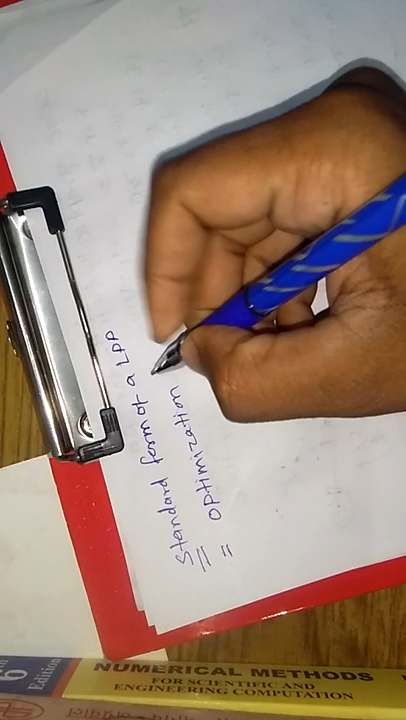 Standard form of a LPP
= Optimization
6
Edition
NUMERICAL METHODS
FOR SCIENTIFIC AND
ENGINEERING COMPUTATION